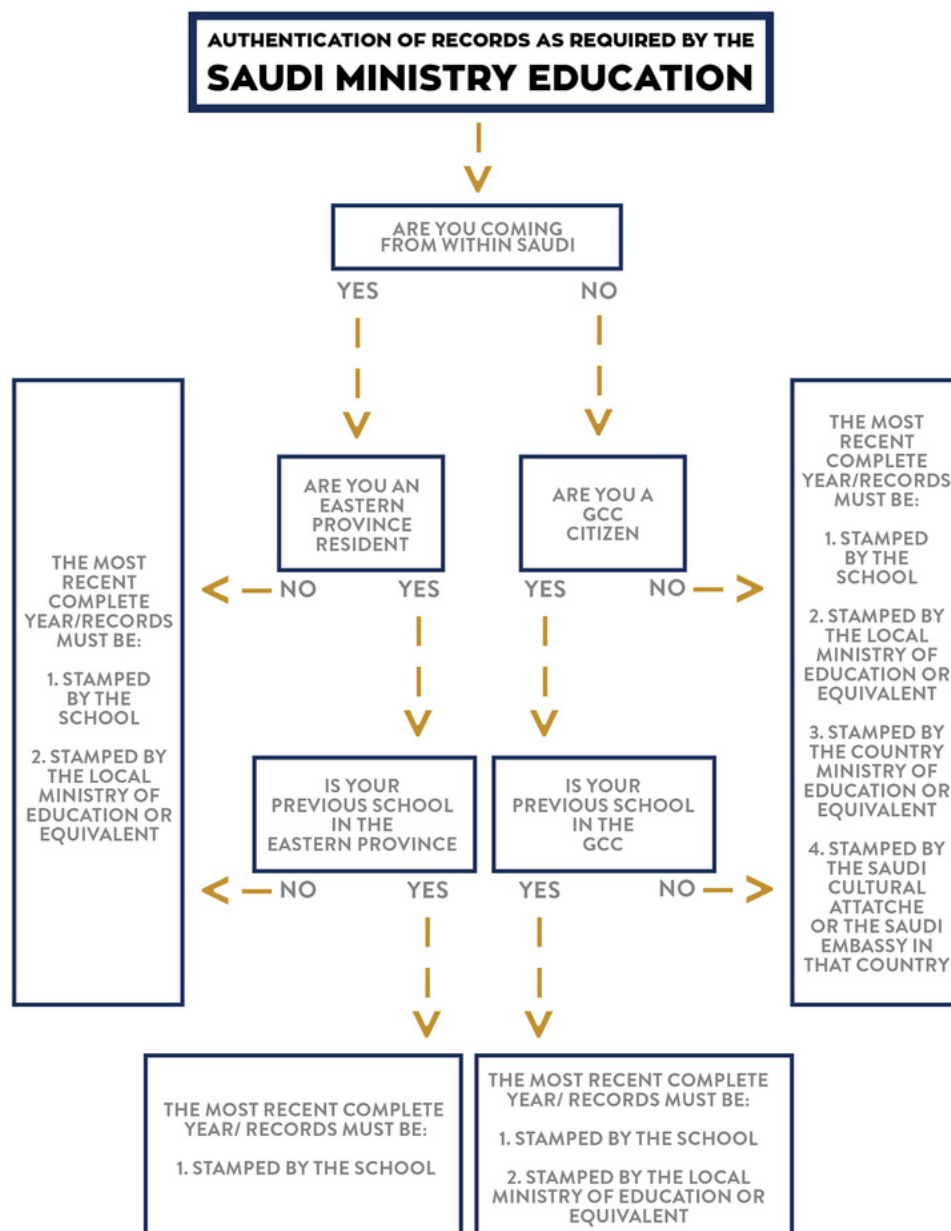 AUTHENTICATION OF RECORDS AS REQUIRED BY THE
SAUDI MINISTRY EDUCATION
ARE YOU COMING
FROM WITHIN SAUDI
YES
NO
ARE YOU AN
EASTERN
PROVINCE
RESIDENT
ARE YOU A
GCC
CITIZEN
NO
YES
YES
NO
THE MOST
RECENT
COMPLETE
YEAR/RECORDS
MUST BE:
1. STAMPED
BY THE
SCHOOL
2. STAMPED BY
THE LOCAL
MINISTRY OF
EDUCATION OR
EQUIVALENT
THE MOST
RECENT
COMPLETE
YEAR/RECORDS
MUST BE:
1. STAMPED
BY THE
SCHOOL
2. STAMPED BY
THE LOCAL
MINISTRY OF
EDUCATION OR
EQUIVALENT
3. STAMPED BY
THE COUNTRY
MINISTRY OF
EDUCATION OR
EQUIVALENT
4. STAMPED BY
THE SAUDI
CULTURAL
ATTATCHE
OR THE SAUDI
EMBASSY IN
THAT COUNTRY
IS YOUR
PREVIOUS SCHOOL
IN THE
EASTERN PROVINCE
IS YOUR
PREVIOUS SCHOOL
IN THE
GCC
NO
YES
YES
NO
THE MOST RECENT COMPLETE
YEAR/ RECORDS MUST BE:
1. STAMPED BY THE SCHOOL
THE MOST RECENT COMPLETE
YEAR/ RECORDS MUST BE:
1. STAMPED BY THE SCHOOL
2. STAMPED BY THE LOCAL
MINISTRY OF EDUCATION OR
EQUIVALENT